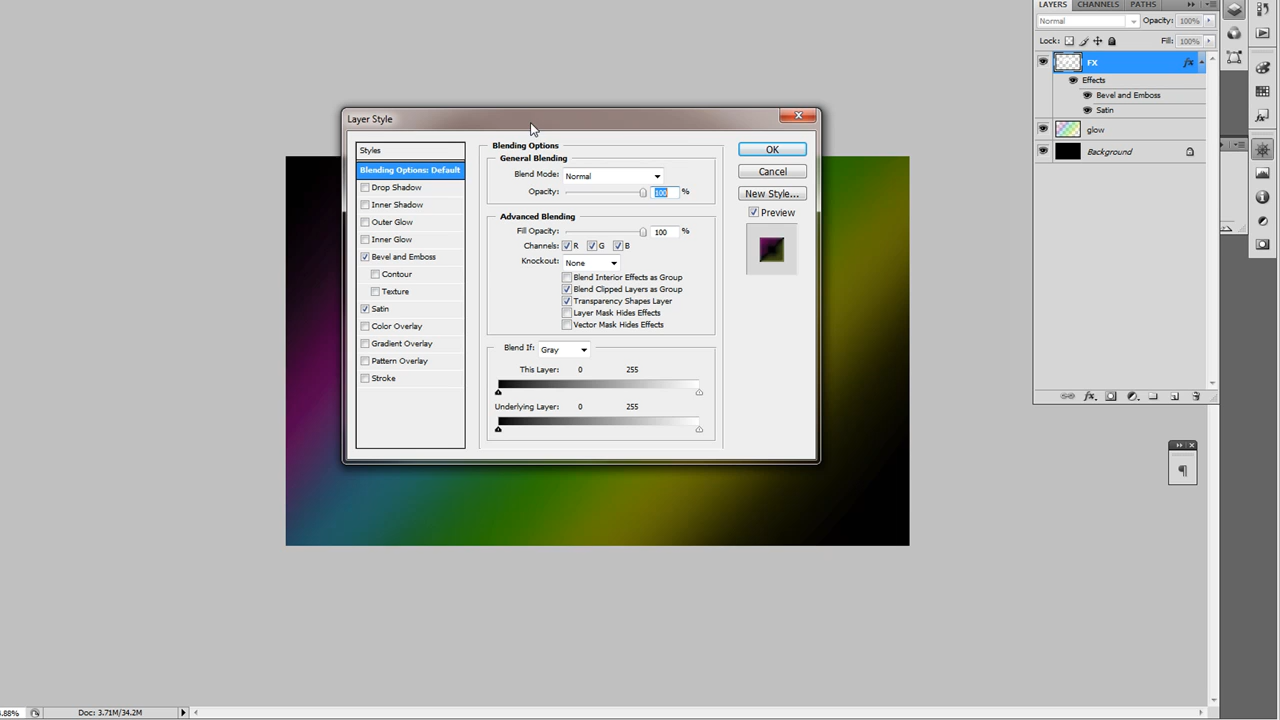 LAYERS CHANNELS PATHS
Normal Opacity: 100%
Lock: Fill: 100%
FX fx
Effects
Bevel and Emboss
Satin
glow
Background
Layer Style
Styles
Blending Options: Default
Drop Shadow
Inner Shadow
Outer Glow
Inner Glow
Bevel and Emboss
Contour
Texture
Satin
Color Overlay
Gradient Overlay
Pattern Overlay
Stroke
Blending Options
General Blending
Blend Mode: Normal
Opacity: 100 %
Advanced Blending
Fill Opacity: 100 %
Channels: R G B
Knockout: None
Blend Interior Effects as Group
Blend Clipped Layers as Group
Transparency Shapes Layer
Layer Mask Hides Effects
Vector Mask Hides Effects
Blend If: Gray
This Layer: 0 255
Underlying Layer: 0 255
OK
Cancel
New Style...
Preview
fx.
¶
.88% Doc: 3.71M/34.2M